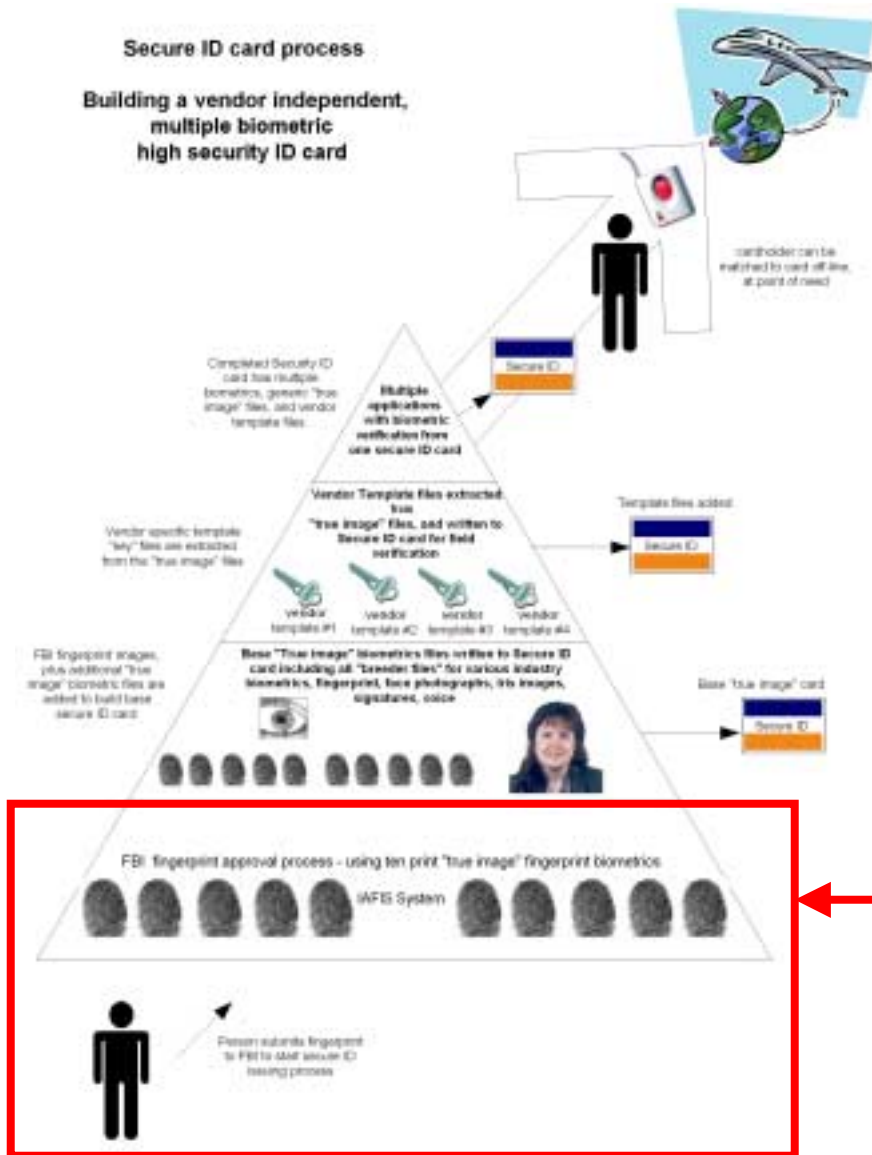 Secure ID card process
Building a vendor independent,
multiple biometric
high security ID card
cardholder can be
matched to card off-line,
at point of need
Completed Security ID
card has multiple
biometrics, generic "true
image" files, and vendor
template files
Secure ID
Multiple
applications
with biometric
verification from
one secure ID card
Vendor Template files extracted
"true image" files, and written to
Secure ID card for field
verification
Template files added
Secure ID
Vendor specific template
"key" files are extracted
from the "true image" files
vendor
template #1
vendor
template #2
vendor
template #3
vendor
template #4
FBI fingerprint images,
plus additional "true
image" biometric files are
added to build base
secure ID card
Base "True image" biometrics files written to Secure ID
card including all "breeder files" for various industry
biometrics, fingerprint, face photographs, iris images,
signatures, voice
Base "true image" card
Secure ID
FBI fingerprint approval process - using ten print "true image" fingerprint biometrics
IAFIS System
Person submits fingerprint
to FBI to start secure ID
issuing process